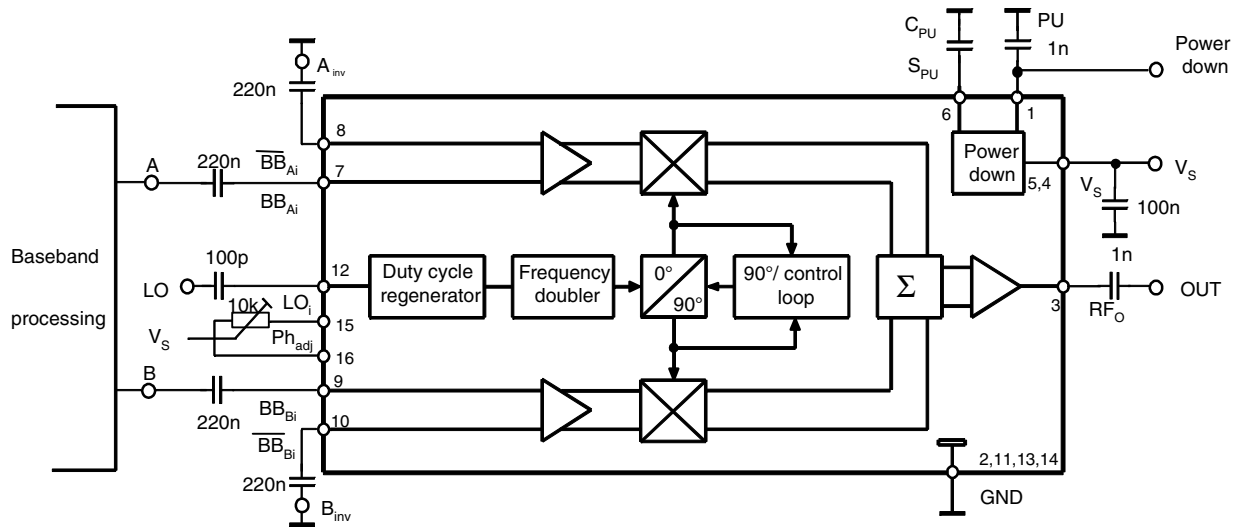 C_PU
PU
1n
Power
down
S_PU
A_inv
220n
6
1
8
Power
down
V_S
5,4
V_S
100n
A
220n
B̅B̅_Ai
7
BB_Ai
Baseband
processing
100p
12
LO
LO_i
Duty cycle
regenerator
Frequency
doubler
0°
90°
90°/ control
loop
Σ
1n
3
RF_O
OUT
10k
15
V_S
Ph_adj
16
B
9
220n
BB_Bi
10
B̅B̅_Bi
220n
B_inv
2,11,13,14
GND